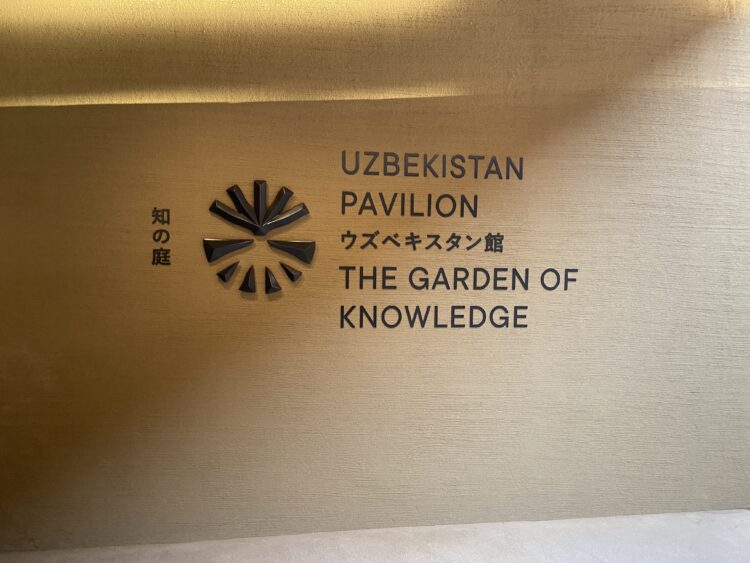 知の庭
UZBEKISTAN
PAVILION
ウズベキスタン館
THE GARDEN OF
KNOWLEDGE